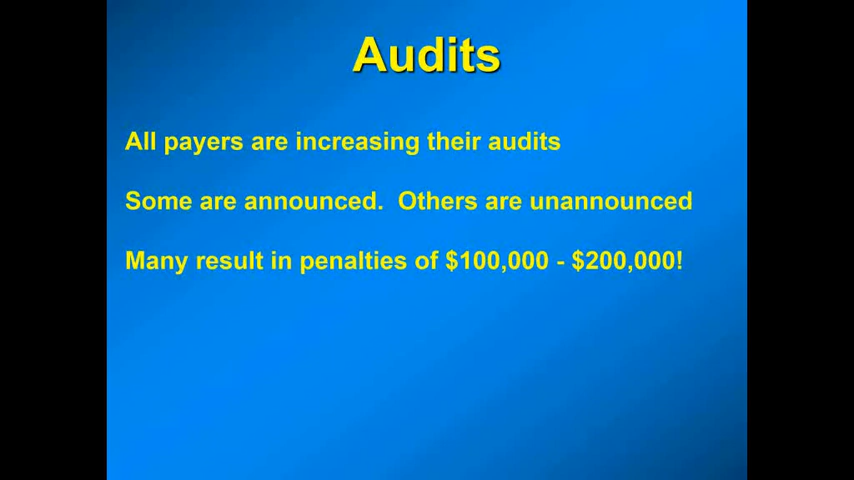 Audits
All payers are increasing their audits
Some are announced.  Others are unannounced
Many result in penalties of $100,000 - $200,000!